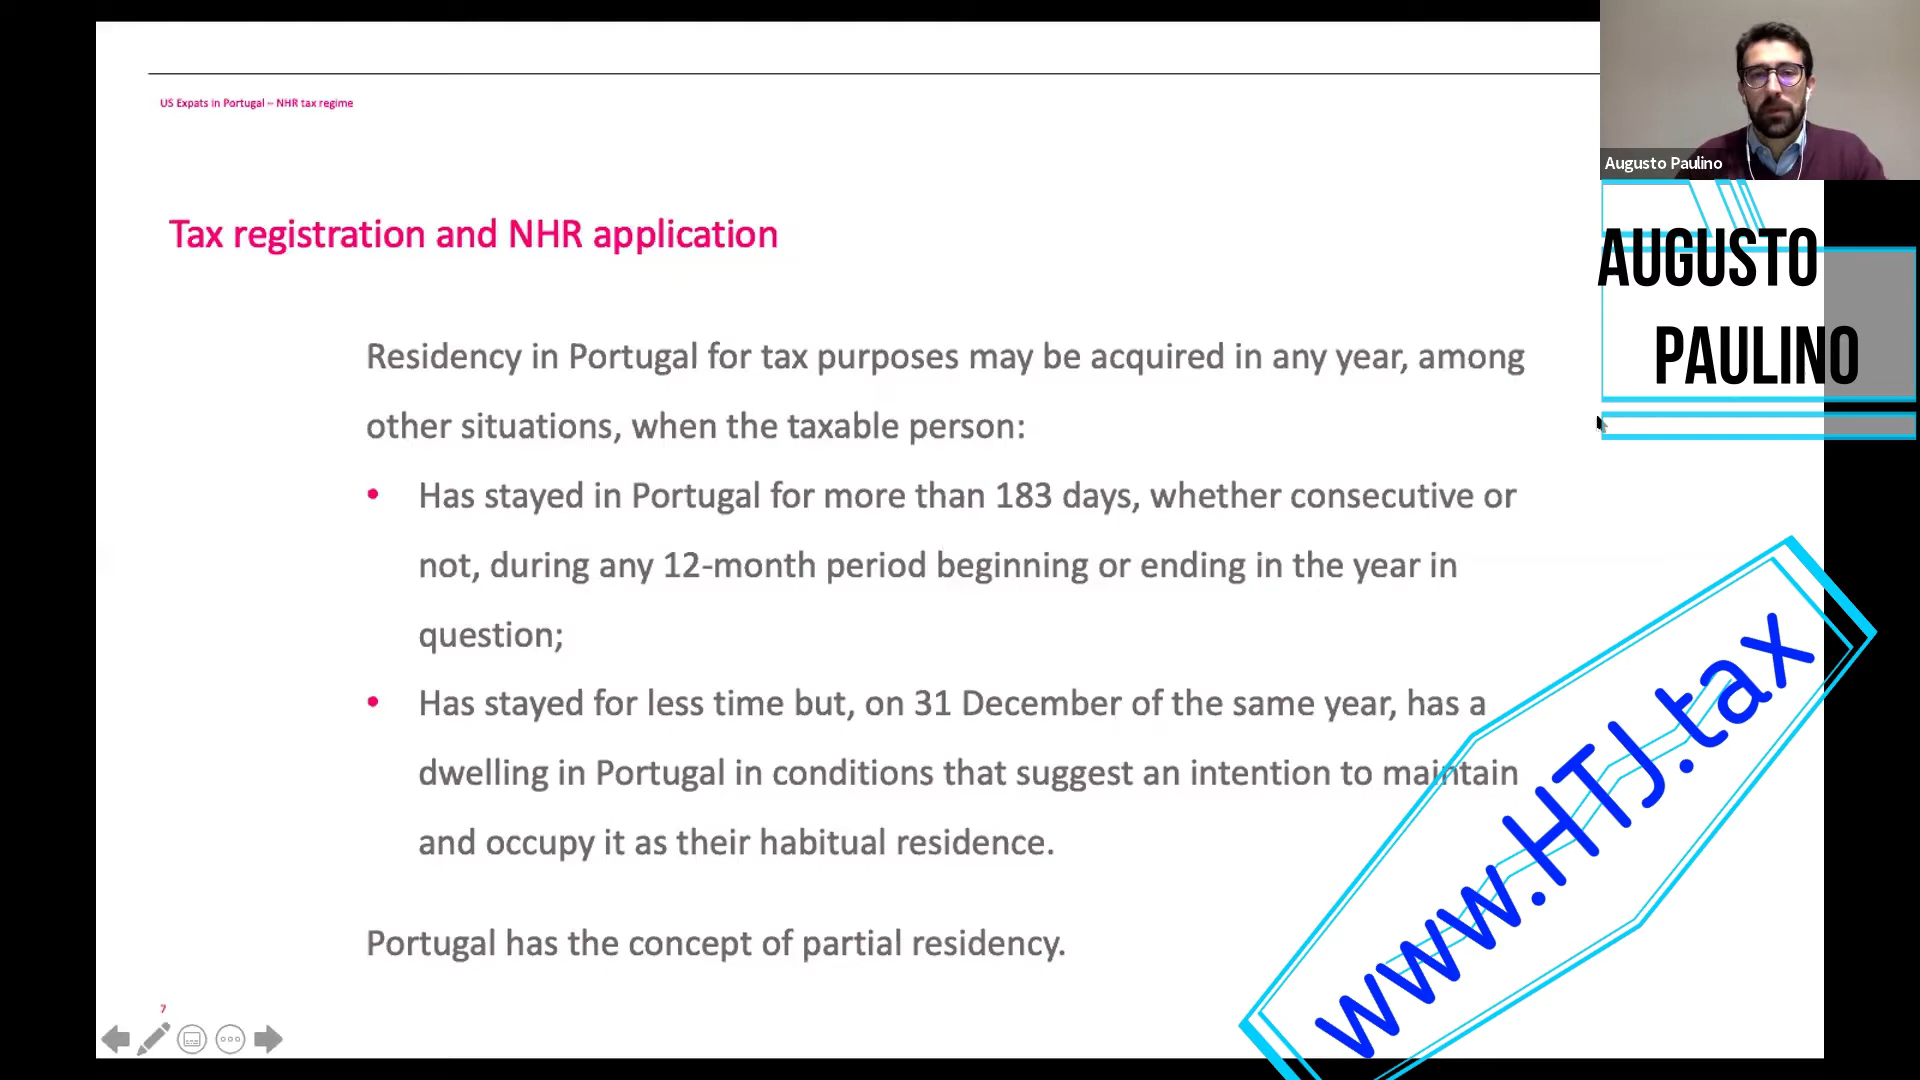 US Expats in Portugal – NHR tax regime
Augusto Paulino
AUGUSTO
PAULINO
Tax registration and NHR application
Residency in Portugal for tax purposes may be acquired in any year, among
other situations, when the taxable person:
• Has stayed in Portugal for more than 183 days, whether consecutive or
not, during any 12-month period beginning or ending in the year in
question;
• Has stayed for less time but, on 31 December of the same year, has a
dwelling in Portugal in conditions that suggest an intention to maintain
and occupy it as their habitual residence.
Portugal has the concept of partial residency.
www.HTJ.tax
7